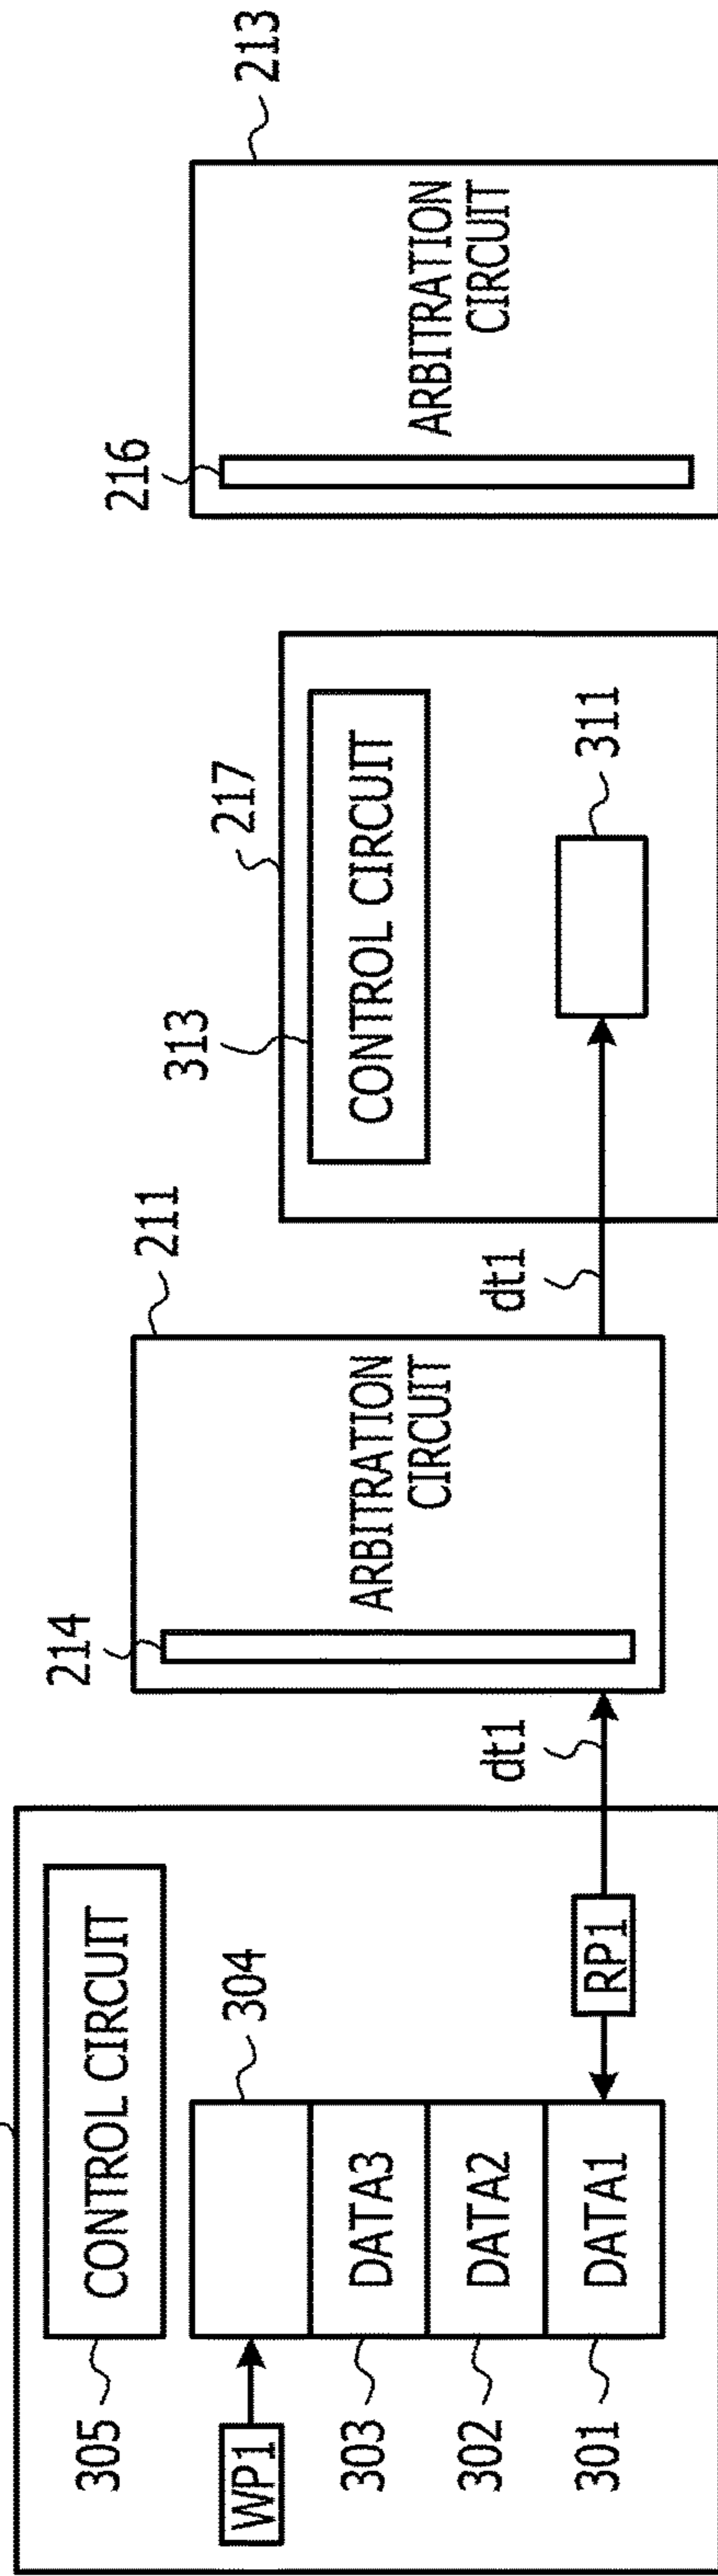 305
CONTROL CIRCUIT
WP1
304
303
DATA3
302
DATA2
301
DATA1
RP1
dt1
214
211
ARBITRATION
CIRCUIT
dt1
313
217
CONTROL CIRCUIT
311
216
213
ARBITRATION
CIRCUIT